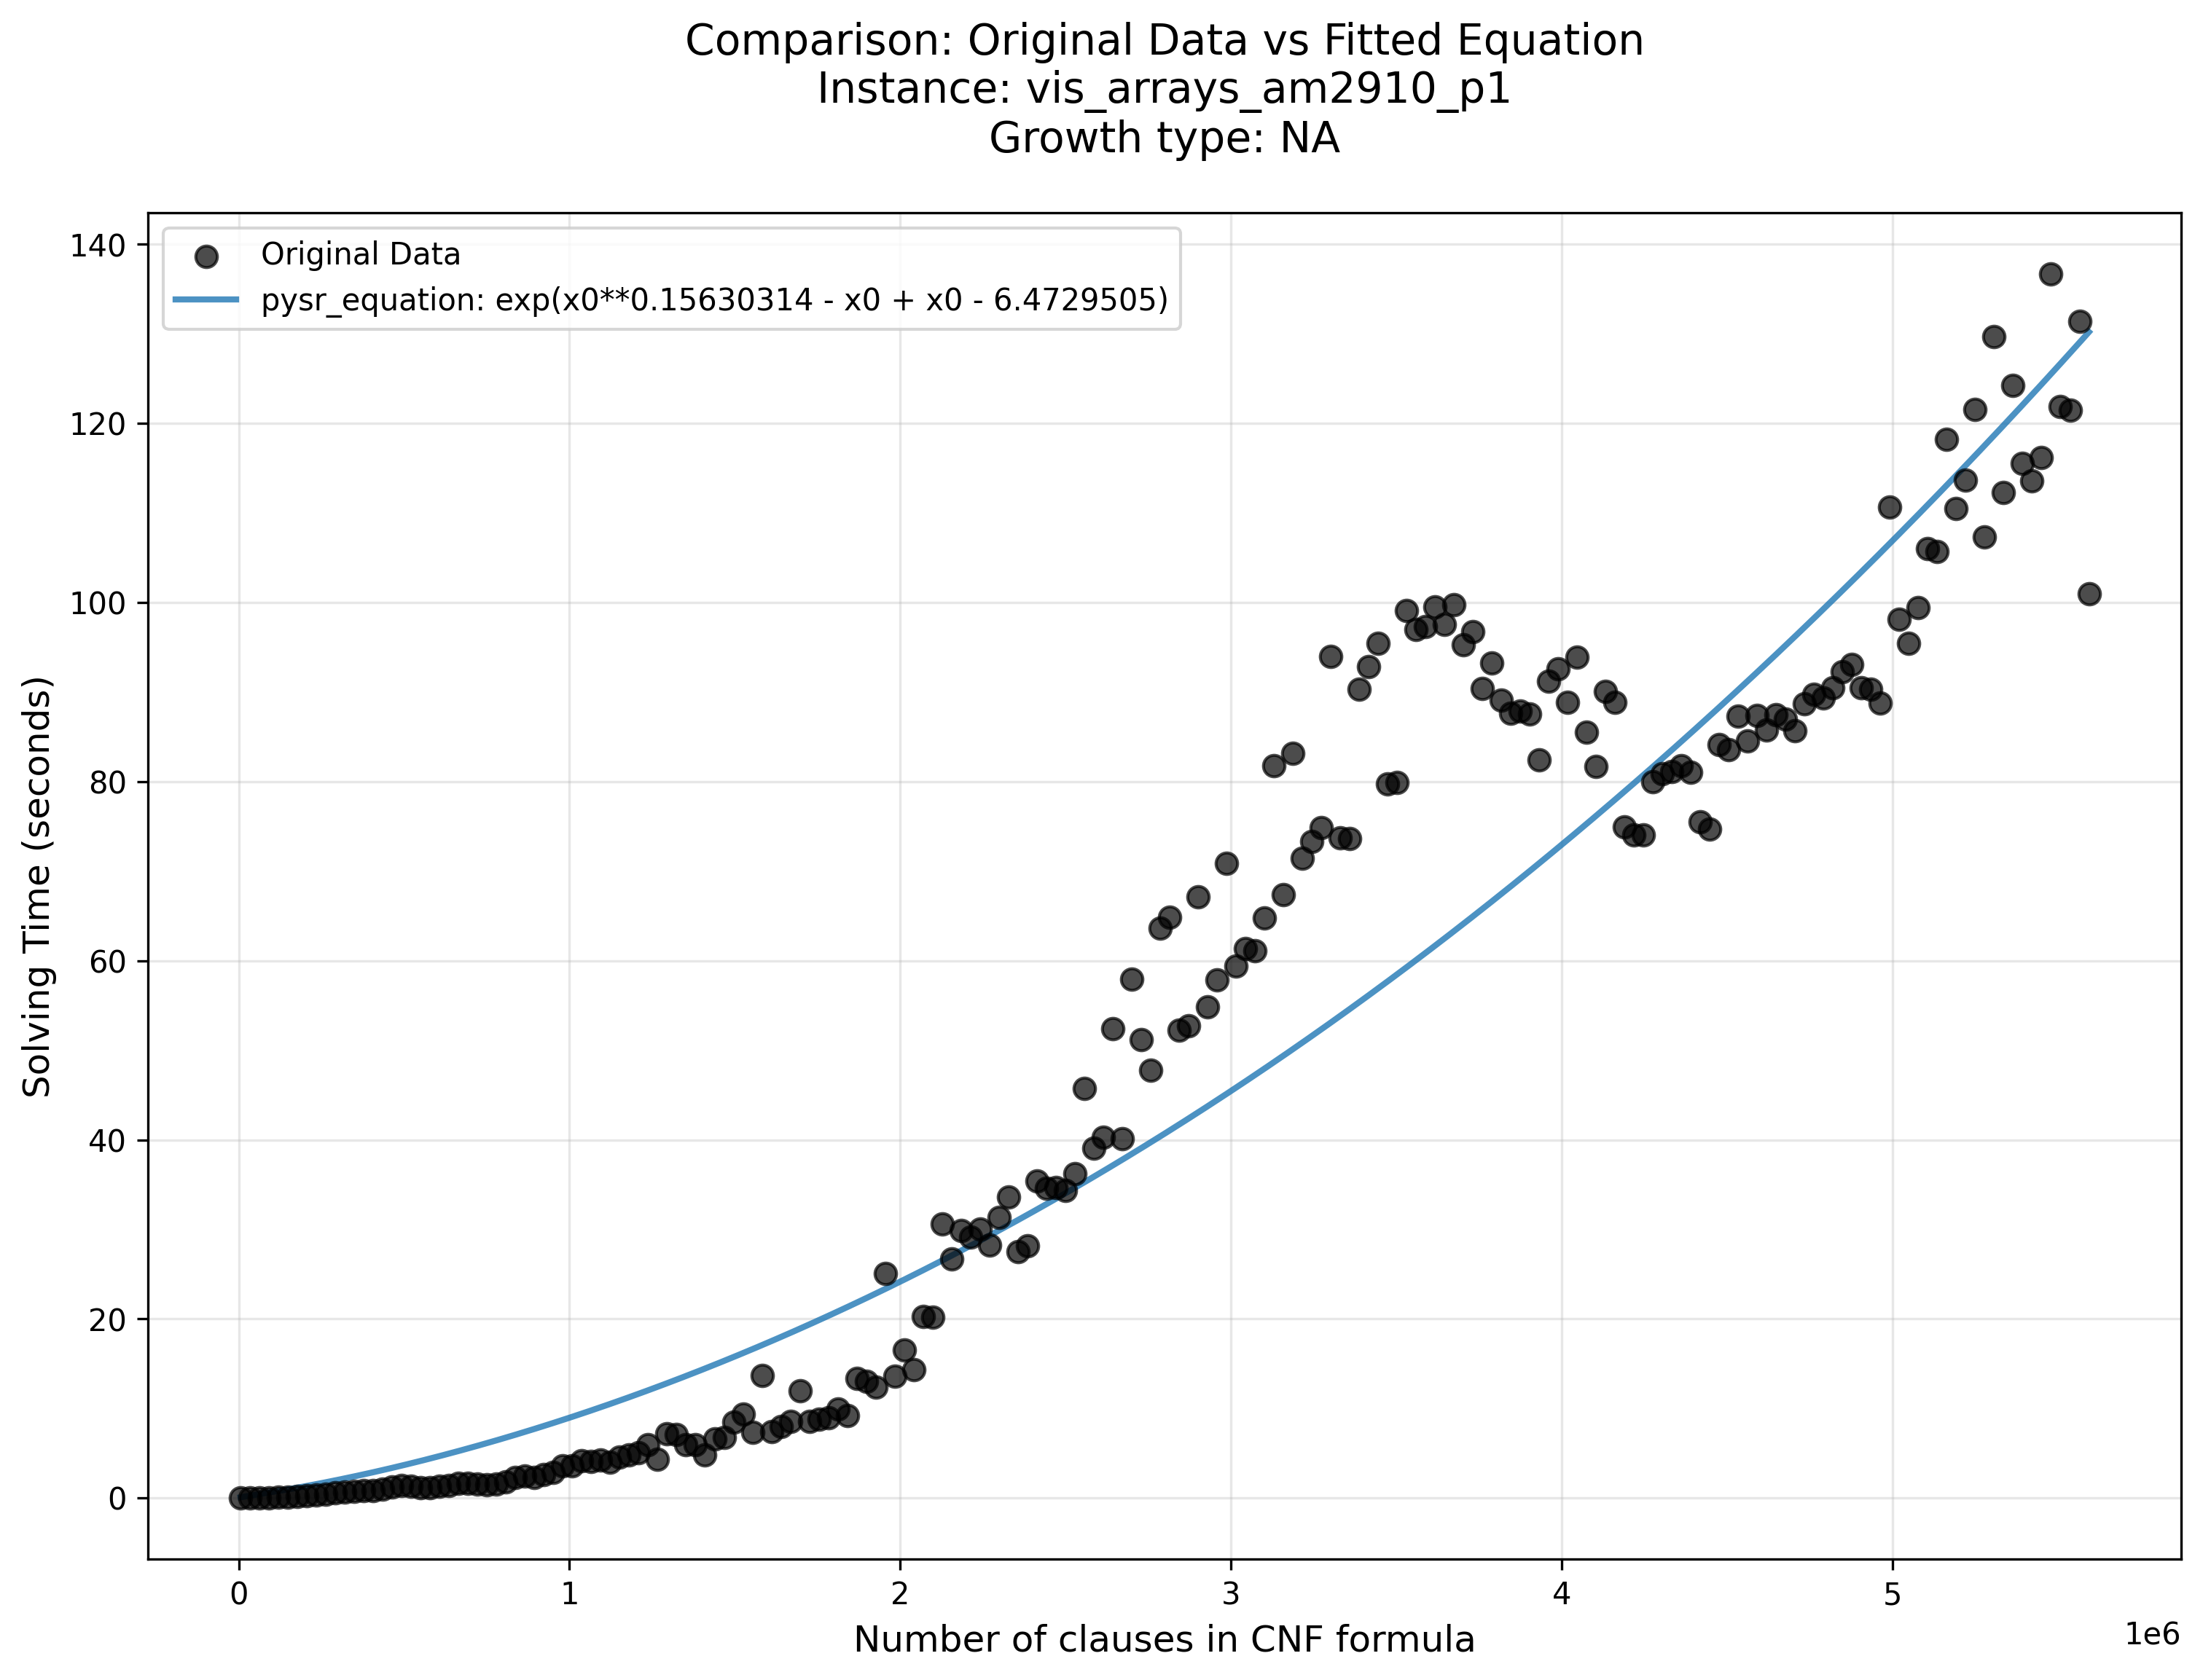 Comparison: Original Data vs Fitted Equation
Instance: vis_arrays_am2910_p1
Growth type: NA
Original Data
pysr_equation: exp(x0**0.15630314 - x0 + x0 - 6.4729505)
140
120
100
80
60
40
20
0
Solving Time (seconds)
0 1 2 3 4 5
1e6
Number of clauses in CNF formula